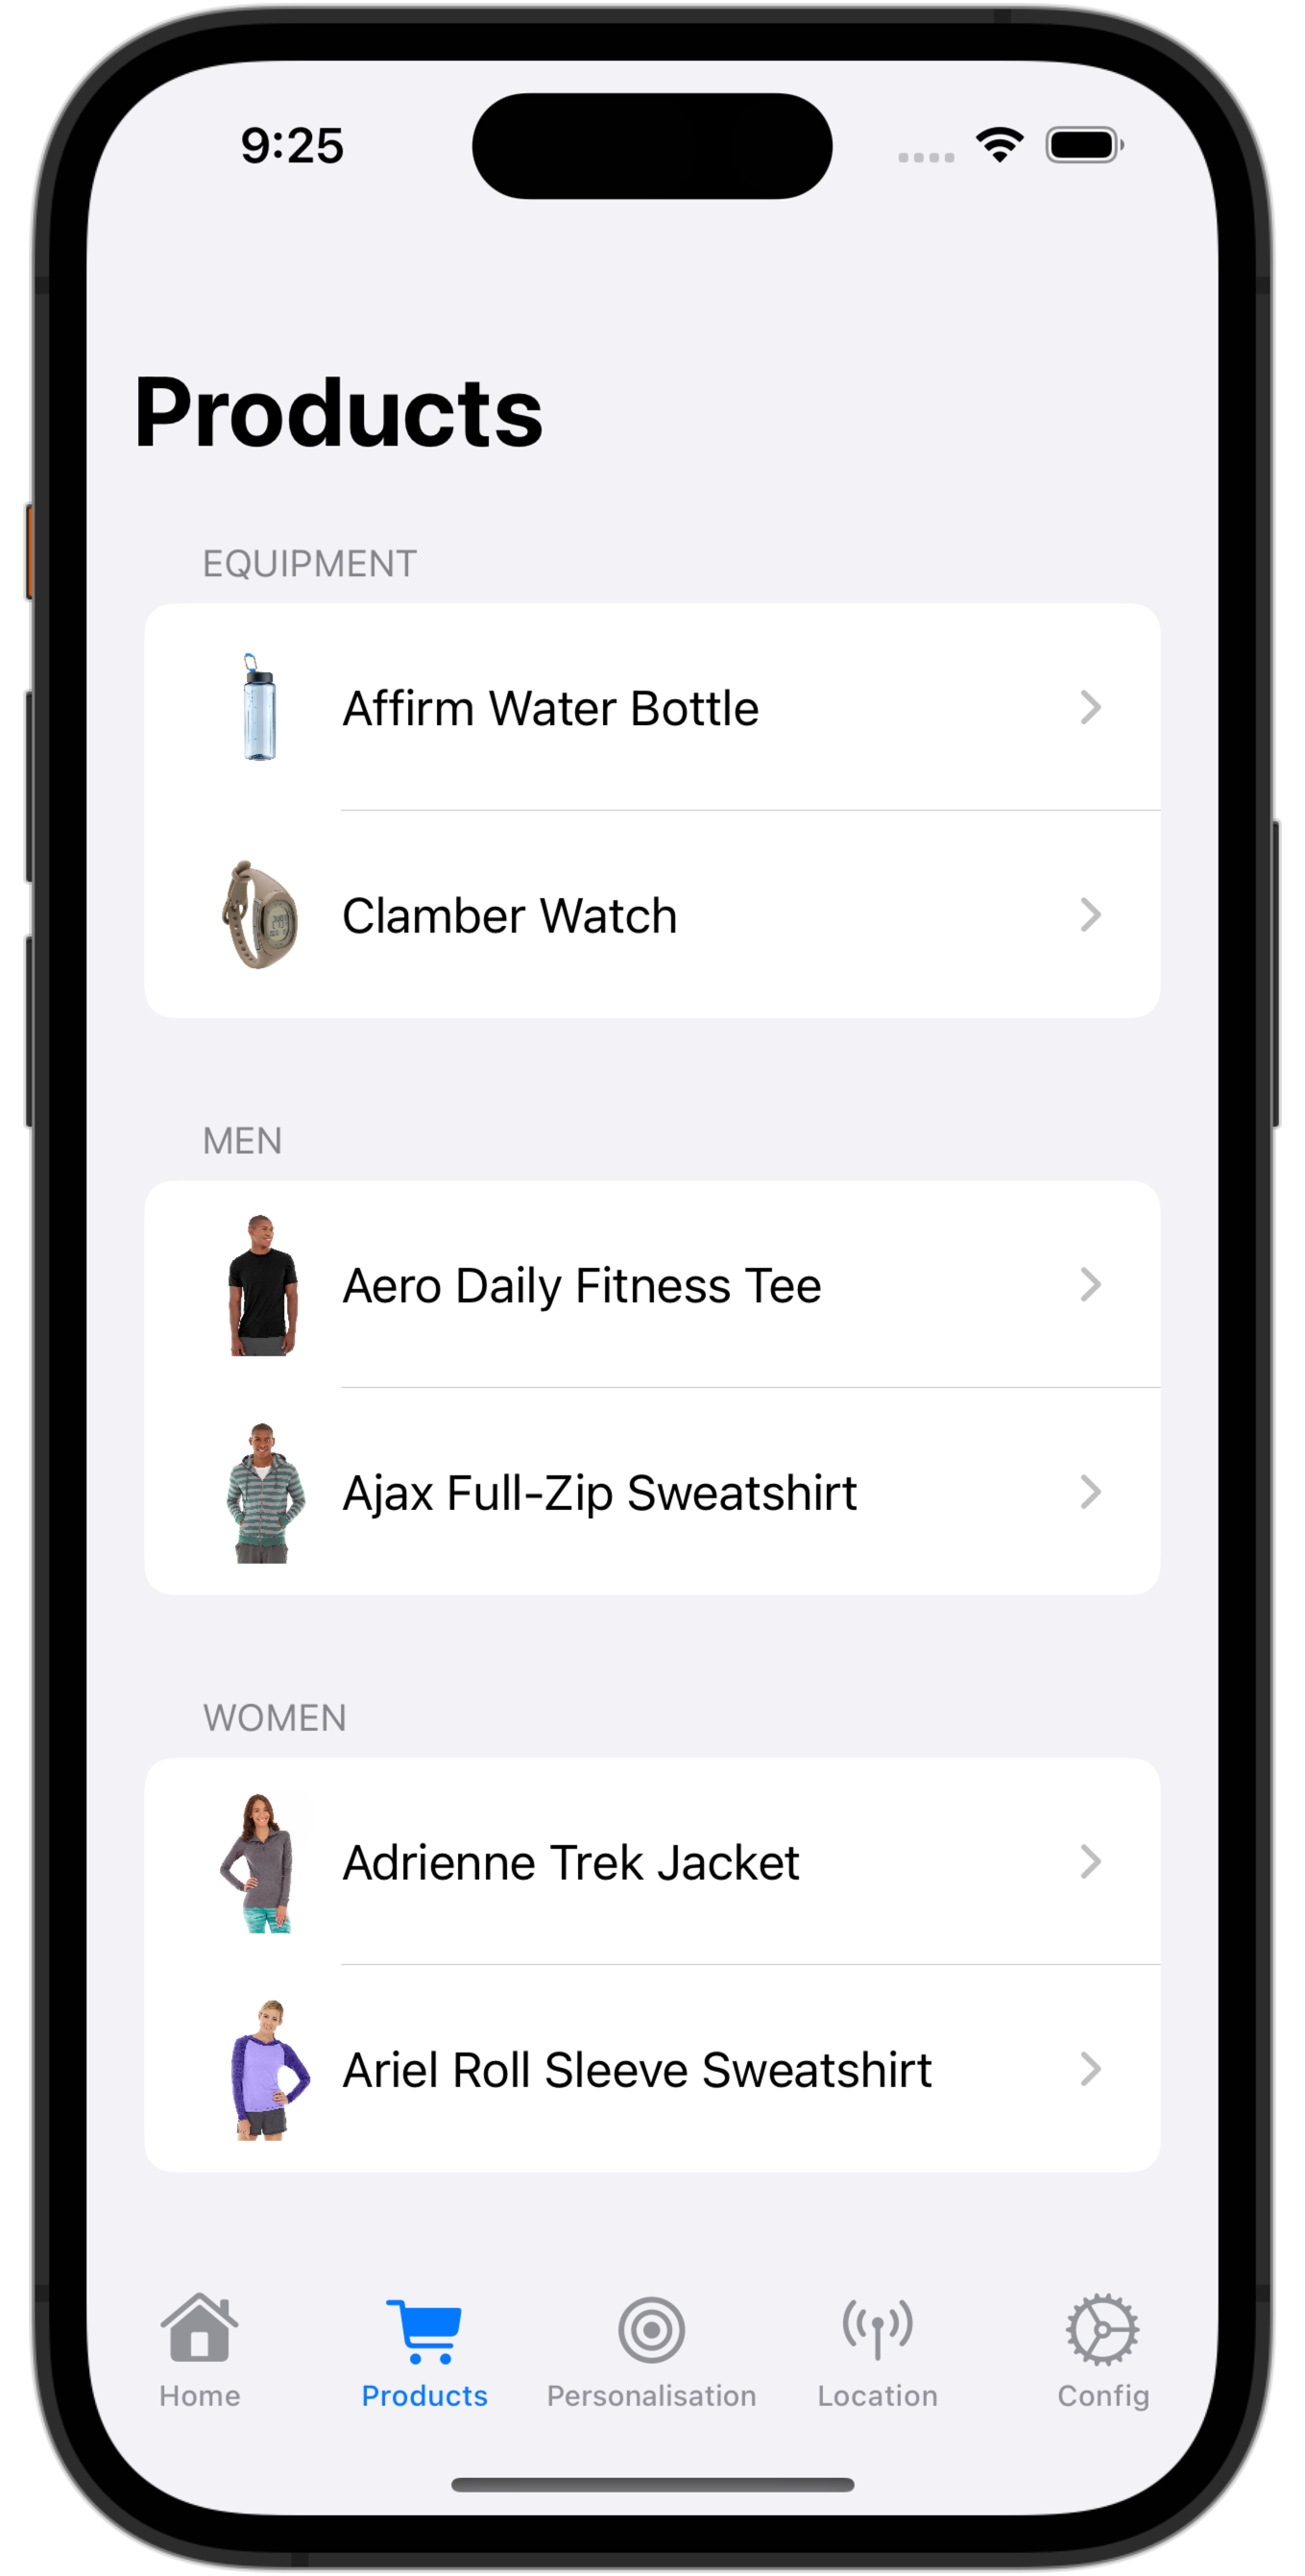 9:25
Products
EQUIPMENT
Affirm Water Bottle
Clamber Watch
MEN
Aero Daily Fitness Tee
Ajax Full-Zip Sweatshirt
WOMEN
Adrienne Trek Jacket
Ariel Roll Sleeve Sweatshirt
Home
Products
Personalisation
Location
Config